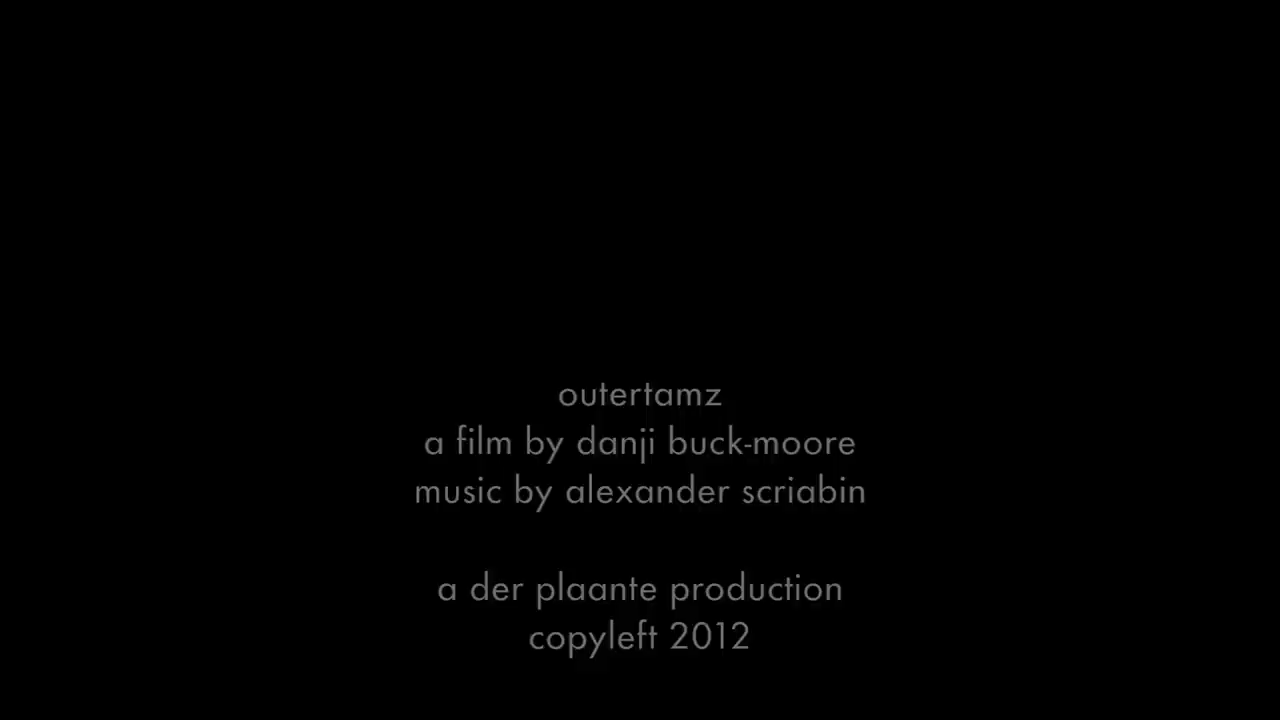 outertamz
a film by danji buck-moore
music by alexander scriabin
a der plaante production
copyleft 2012